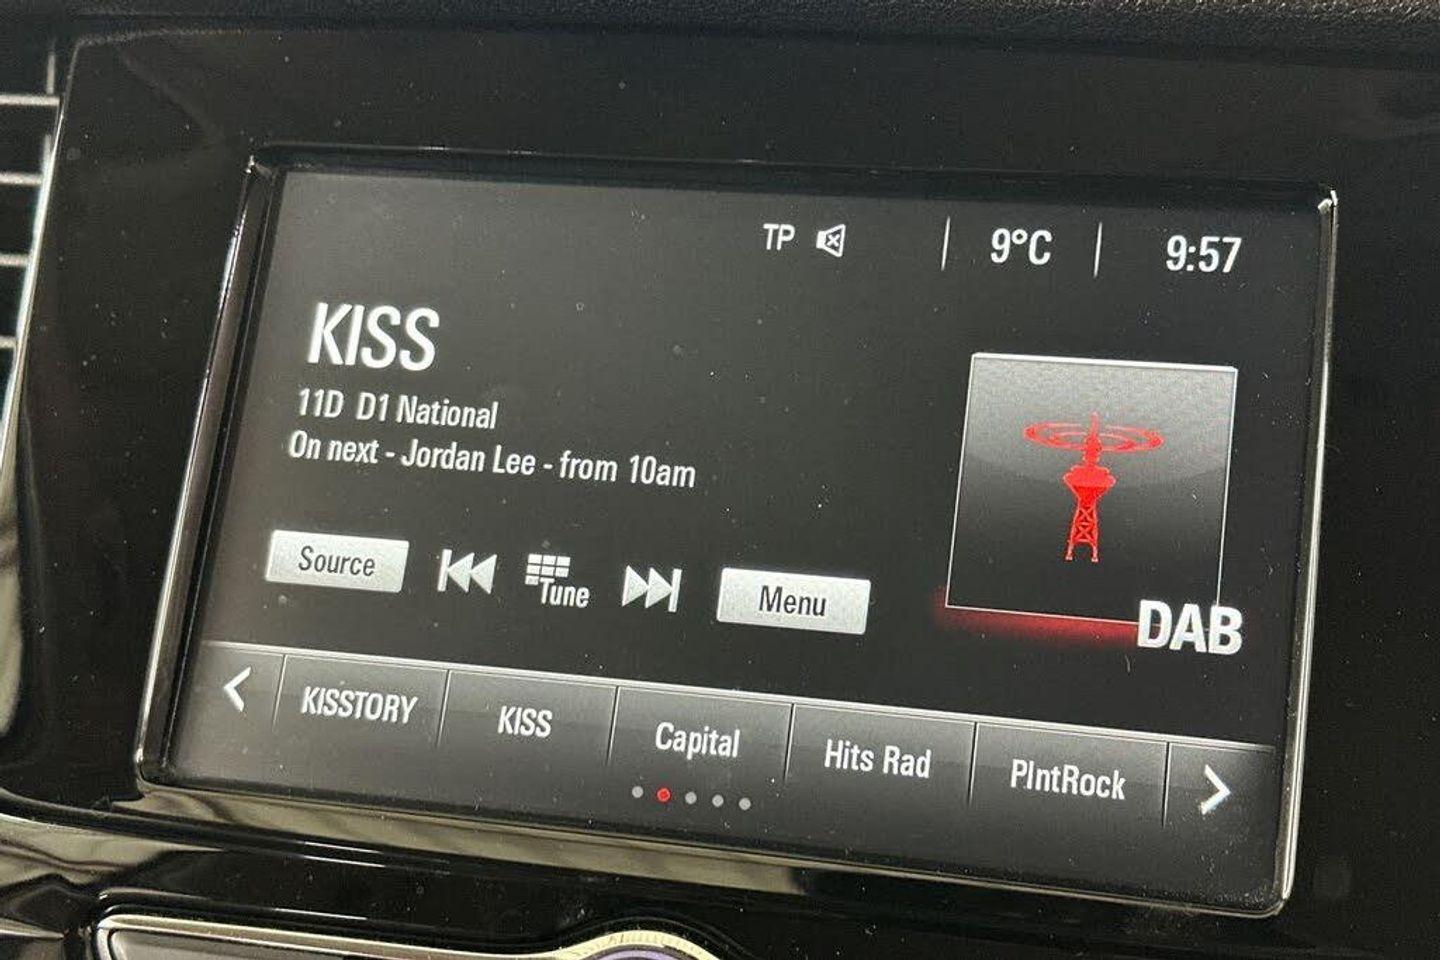 TP 9°C 9:57
KISS
11D D1 National
On next - Jordan Lee - from 10am
Source Tune Menu
DAB
KISSTORY KISS Capital Hits Rad PlntRock